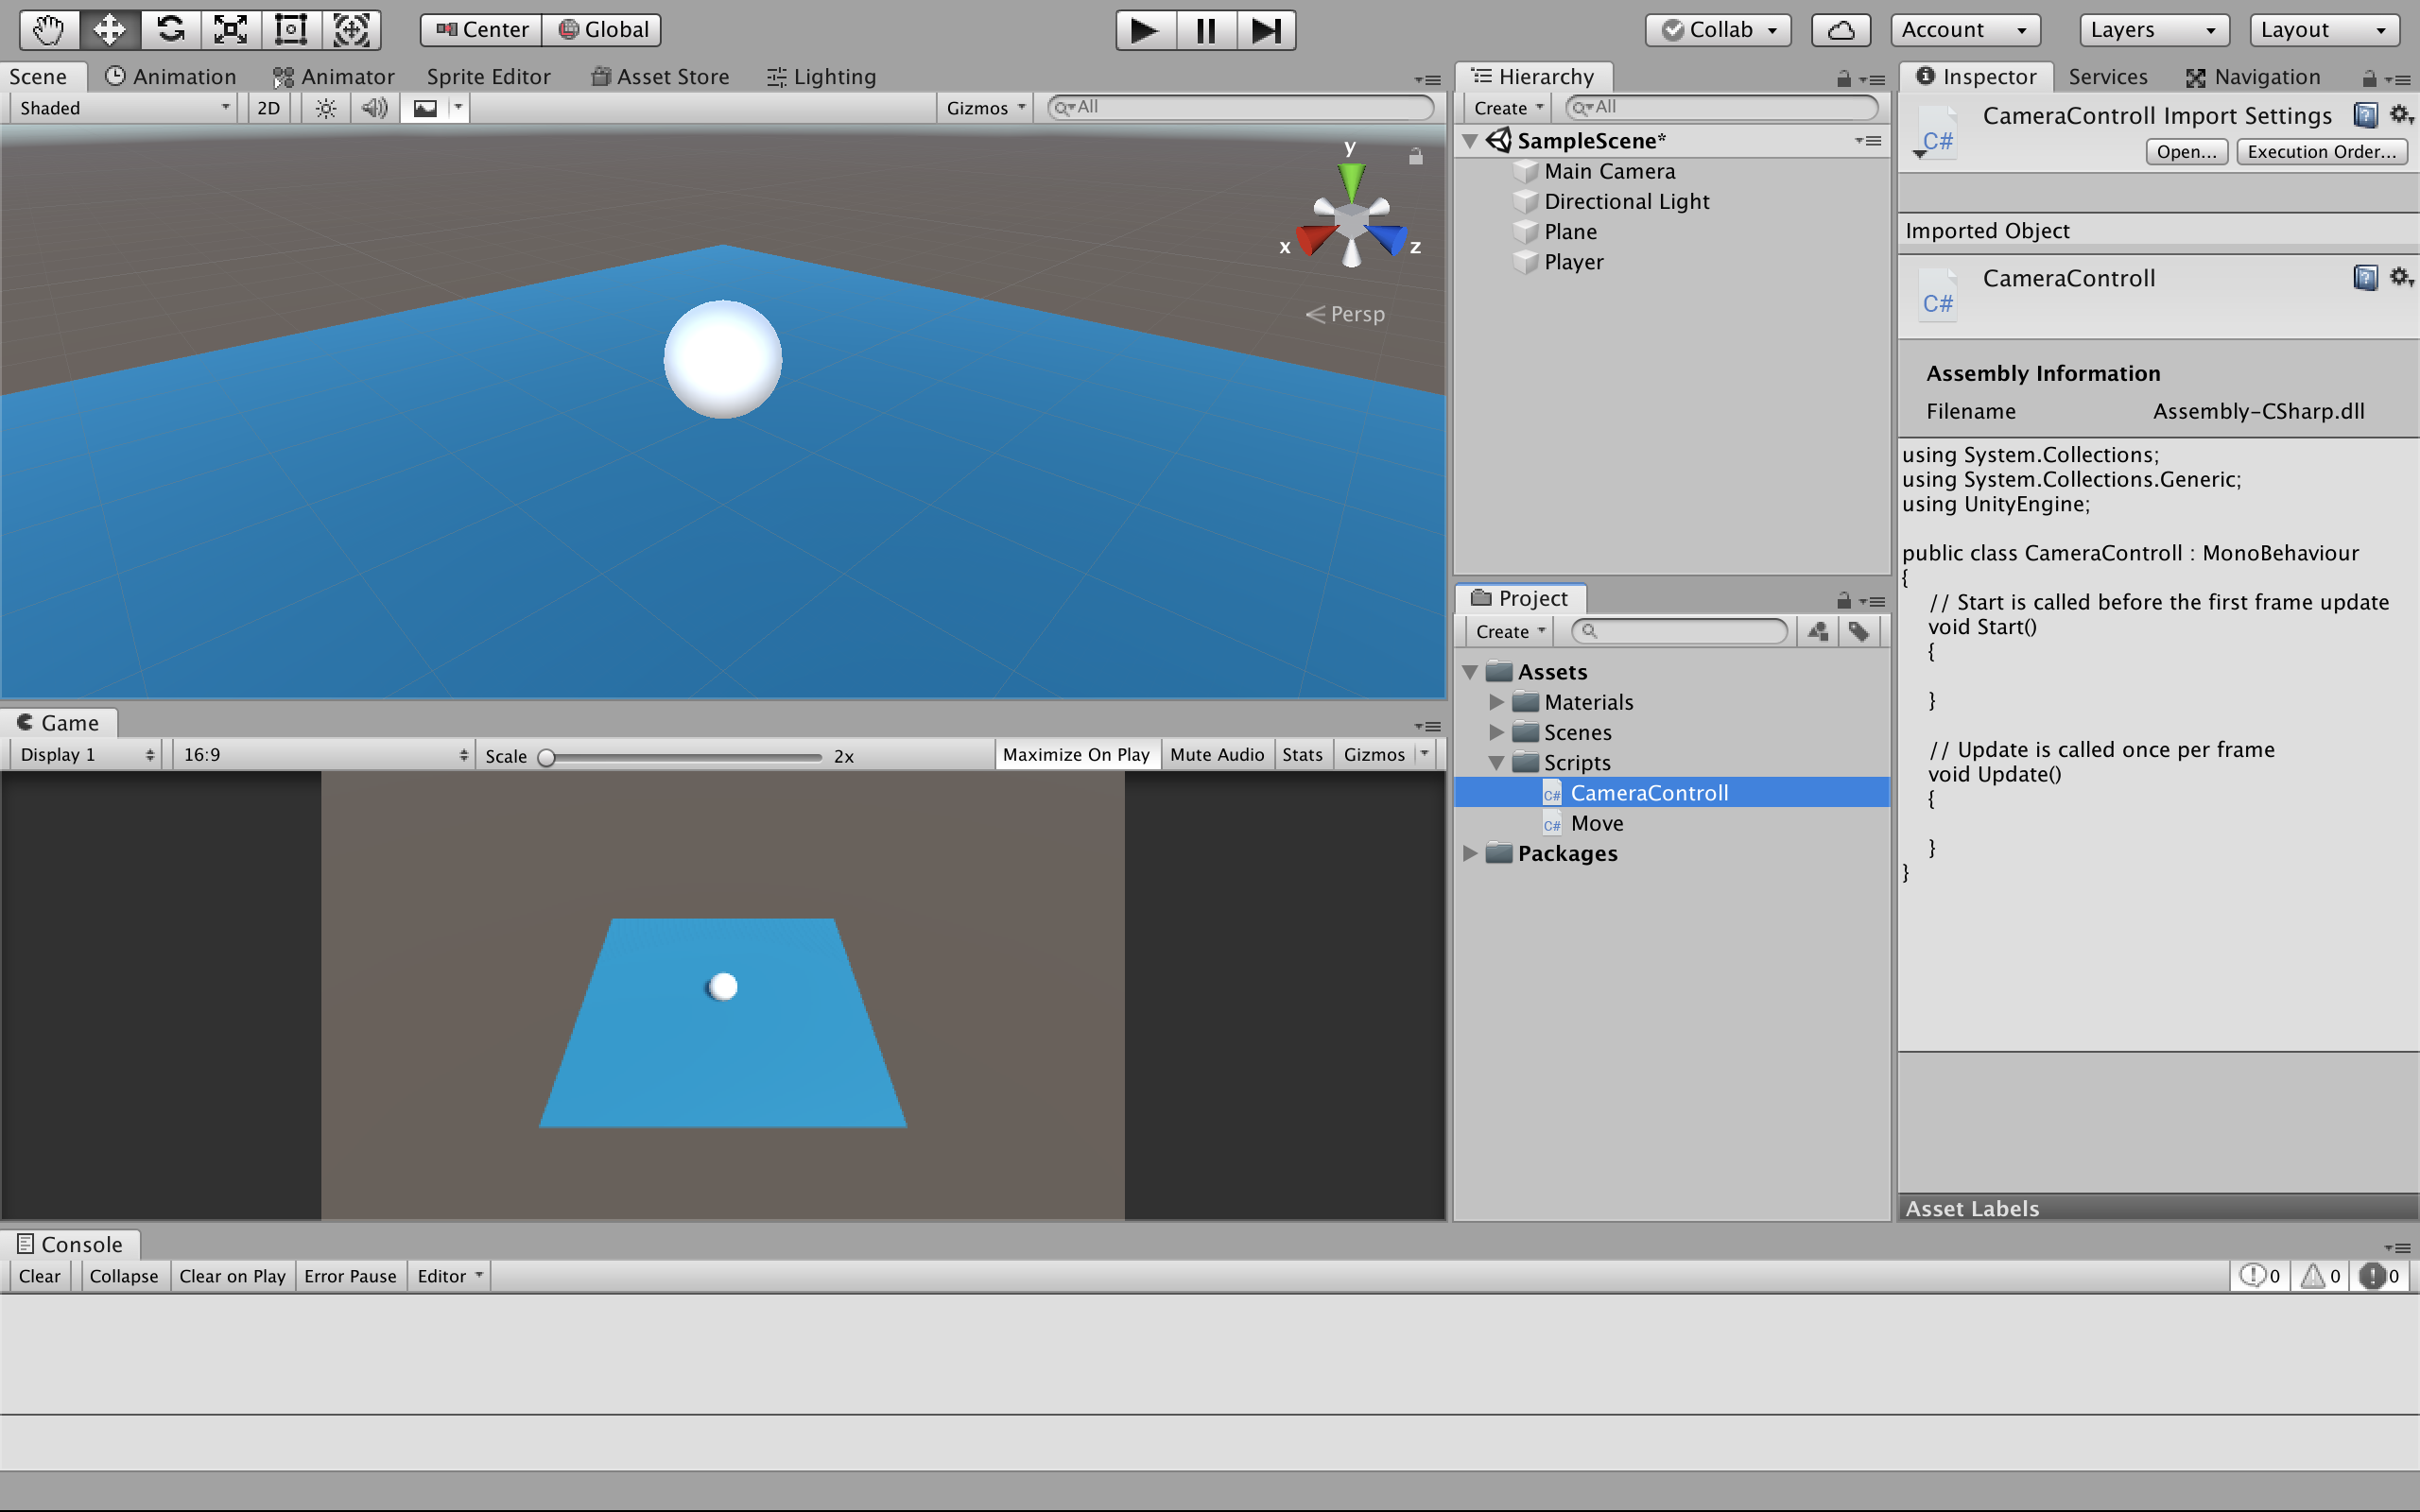 Center Global
Collab Account Layers Layout
Scene Animation Animator Sprite Editor Asset Store Lighting
Shaded 2D Gizmos All
y
x z
Persp
Hierarchy
Create All
SampleScene*
Main Camera
Directional Light
Plane
Player
Project
Create
Assets
Materials
Scenes
Scripts
C# CameraControll
C# Move
Packages
Inspector Services Navigation
C# CameraControll Import Settings
Open... Execution Order...
Imported Object
C# CameraControll
Assembly Information
Filename Assembly-CSharp.dll
using System.Collections;
using System.Collections.Generic;
using UnityEngine;
public class CameraControll : MonoBehaviour
{
// Start is called before the first frame update
void Start()
{
}
// Update is called once per frame
void Update()
{
}
}
Asset Labels
Game
Display 1 16:9 Scale 2x Maximize On Play Mute Audio Stats Gizmos
Console
Clear Collapse Clear on Play Error Pause Editor 0 0 0